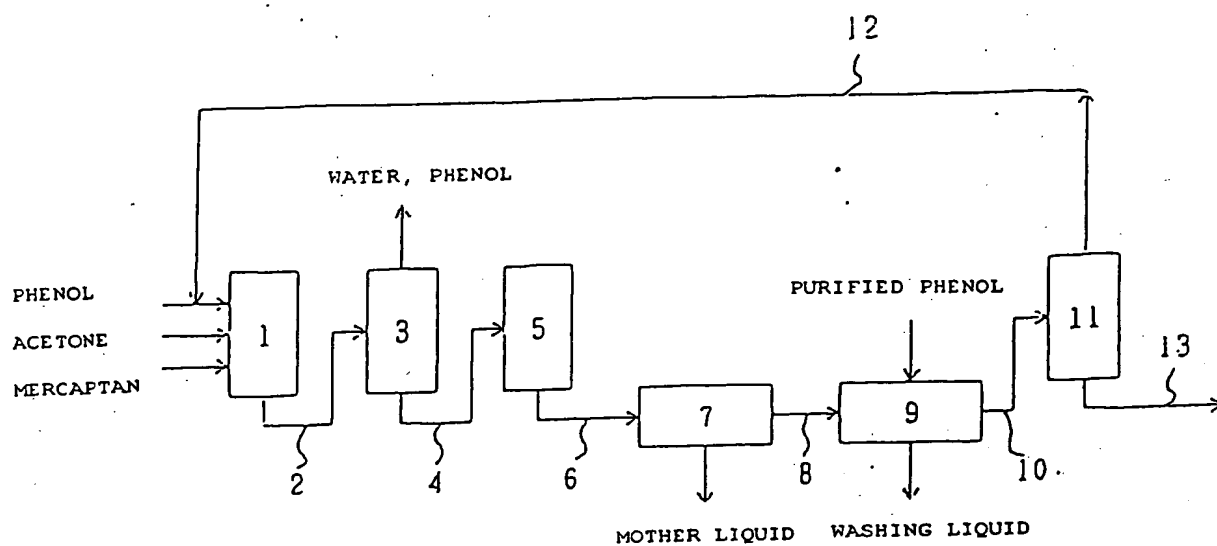 12
WATER, PHENOL
PHENOL
ACETONE
MERCAPTAN
1
3
5
PURIFIED PHENOL
11
13
7
9
2
4
6
8
10
MOTHER LIQUID
WASHING LIQUID